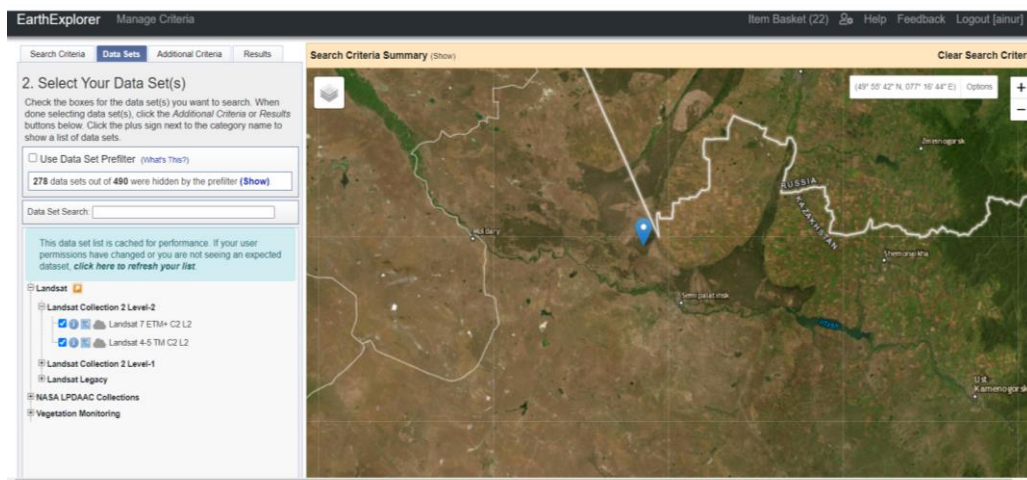 EarthExplorer
Manage Criteria
Item Basket (22)
Help
Feedback
Logout [ainur]
Search Criteria
Data Sets
Additional Criteria
Results
2. Select Your Data Set(s)
Check the boxes for the data set(s) you want to search. When
done selecting data set(s), click the Additional Criteria or Results
buttons below. Click the plus sign next to the category name to
show a list of data sets.
Use Data Set Prefilter (What's This?)
278 data sets out of 490 were hidden by the prefilter (Show)
Data Set Search:
This data set list is cached for performance. If your user
permissions have changed or you are not seeing an expected
dataset, click here to refresh your list.
Landsat
Landsat Collection 2 Level-2
Landsat 7 ETM+ C2 L2
Landsat 4-5 TM C2 L2
Landsat Collection 2 Level-1
Landsat Legacy
NASA LPDAAC Collections
Vegetation Monitoring
Search Criteria Summary (Show)
Clear Search Criter
(49° 55' 42" N, 077° 16' 44" E)
Options
+
−
Zmeinogorsk
RUSSIA
KAZAKHSTAN
Shemonaikha
Semipalatinsk
Irtysh
Ust
Kamenogorsk